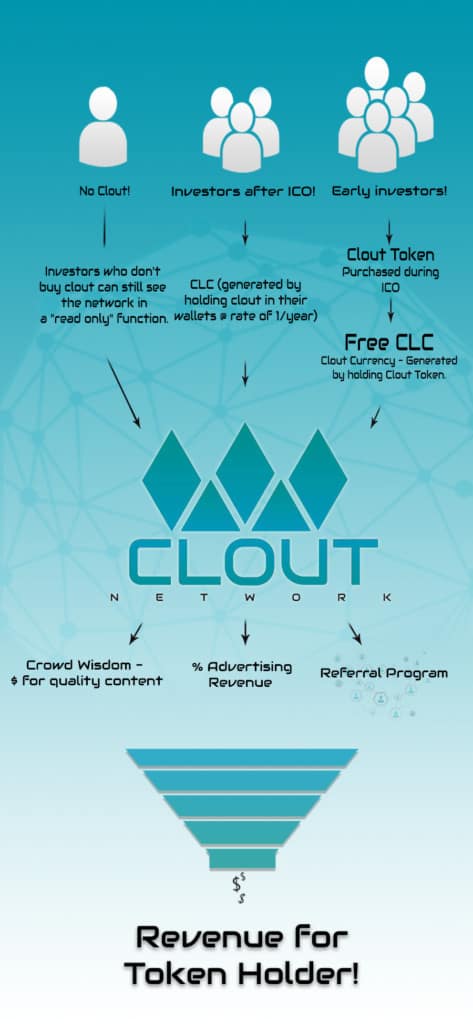 No Clout!
Investors after ICO!
Early investors!
Investors who don't
buy clout can still see
the network in
a "read only" function.
CLC (generated by
holding clout in their
wallets @ rate of 1/year)
Clout Token
Purchased during
ICO
Free CLC
Clout Currency - Generated
by holding Clout Token.
CLOUT
NETWORK
Crowd Wisdom -
$ for quality content
% Advertising
Revenue
Referral Program
$ $
$
Revenue for
Token Holder!